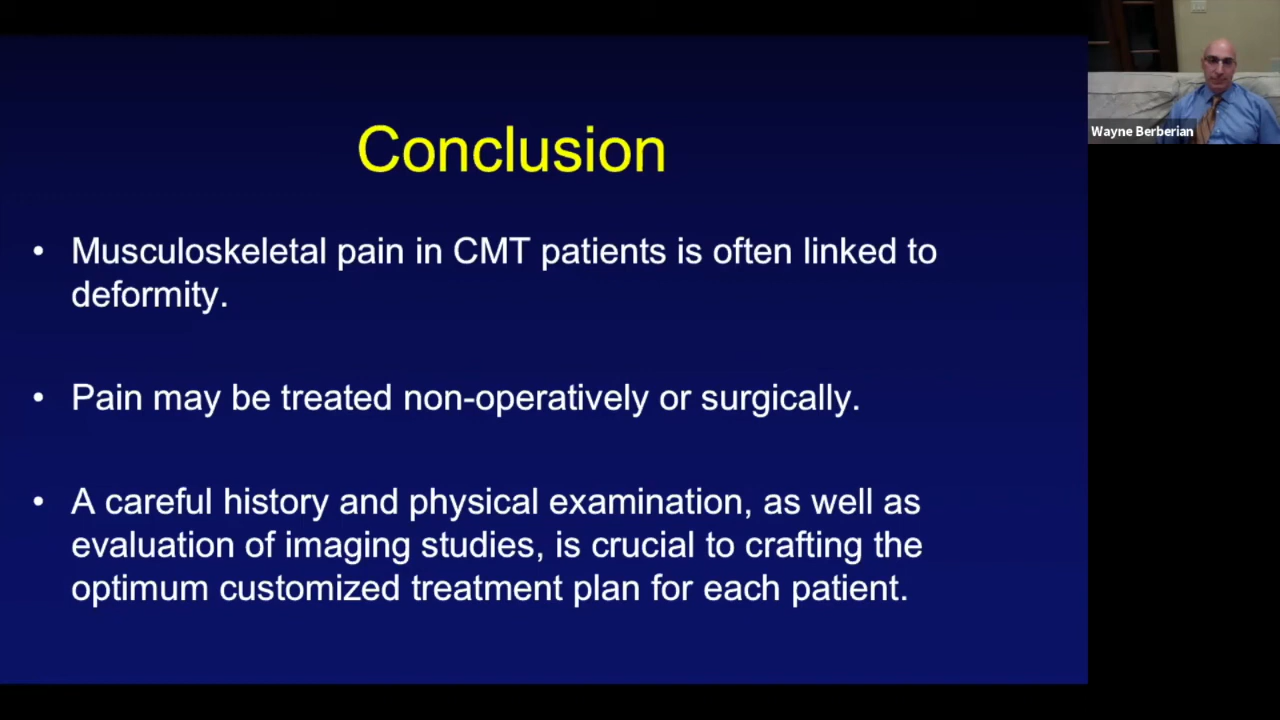 Conclusion
• Musculoskeletal pain in CMT patients is often linked to
deformity.
• Pain may be treated non-operatively or surgically.
• A careful history and physical examination, as well as
evaluation of imaging studies, is crucial to crafting the
optimum customized treatment plan for each patient.
Wayne Berberian